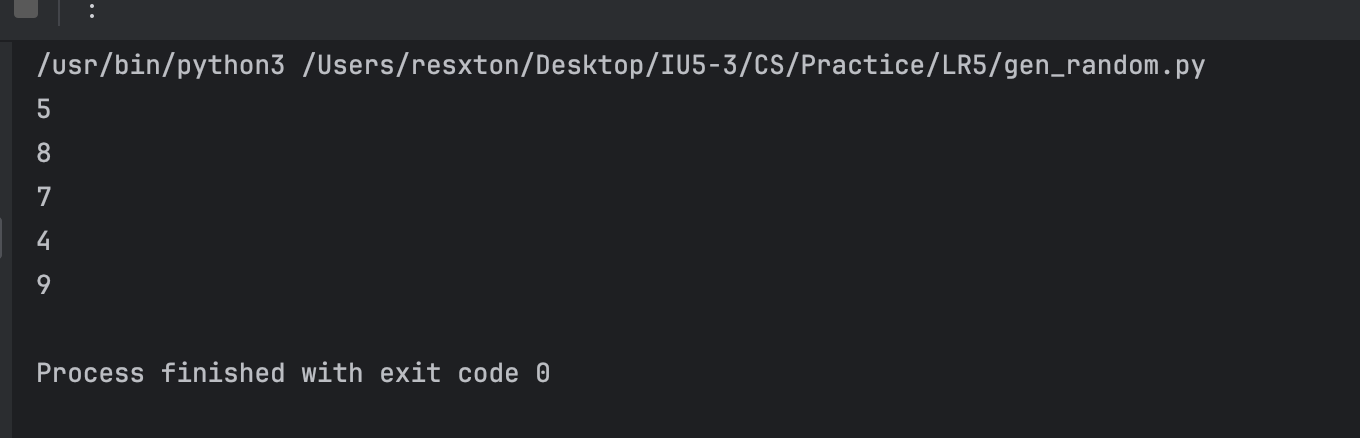 /usr/bin/python3 /Users/resxton/Desktop/IU5-3/CS/Practice/LR5/gen_random.py
5
8
7
4
9
Process finished with exit code 0